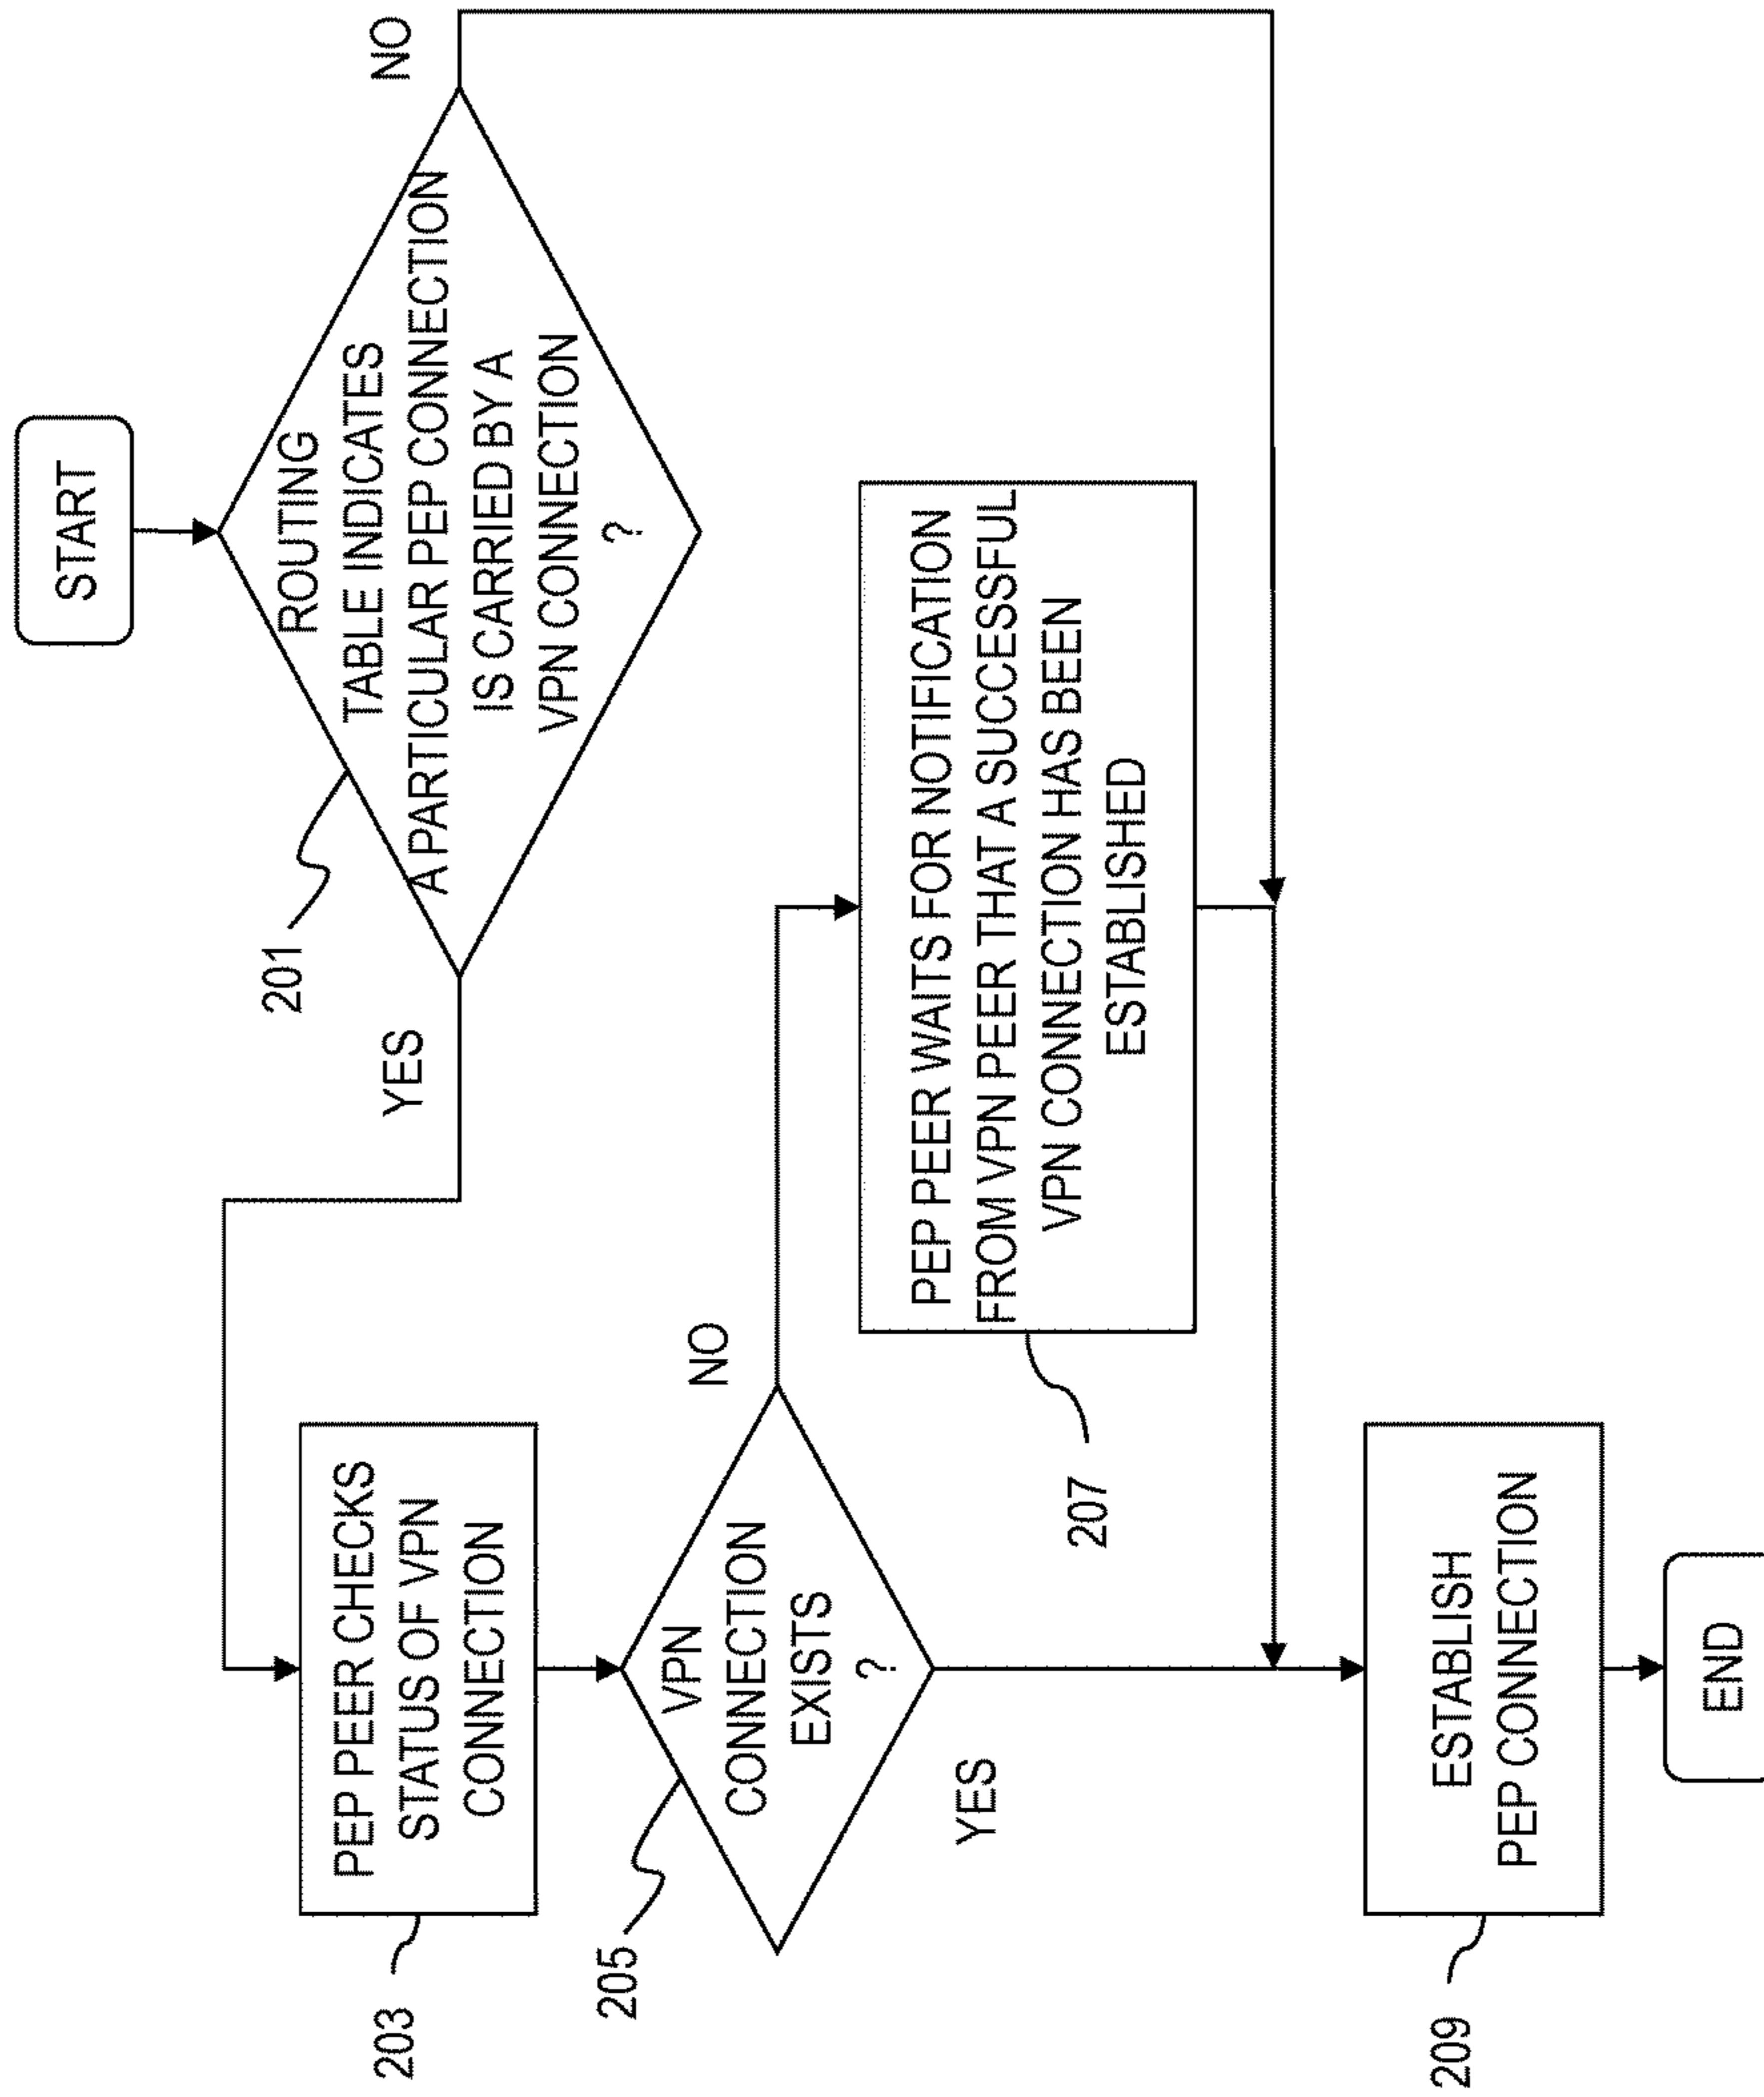 START
ROUTING
TABLE INDICATES
A PARTICULAR PEP CONNECTION
IS CARRIED BY A
VPN CONNECTION
?
201
YES
NO
PEP PEER CHECKS
STATUS OF VPN
CONNECTION
203
VPN
CONNECTION
EXISTS
?
205
NO
YES
PEP PEER WAITS FOR NOTIFICATION
FROM VPN PEER THAT A SUCCESSFUL
VPN CONNECTION HAS BEEN
ESTABLISHED
207
ESTABLISH
PEP CONNECTION
209
END